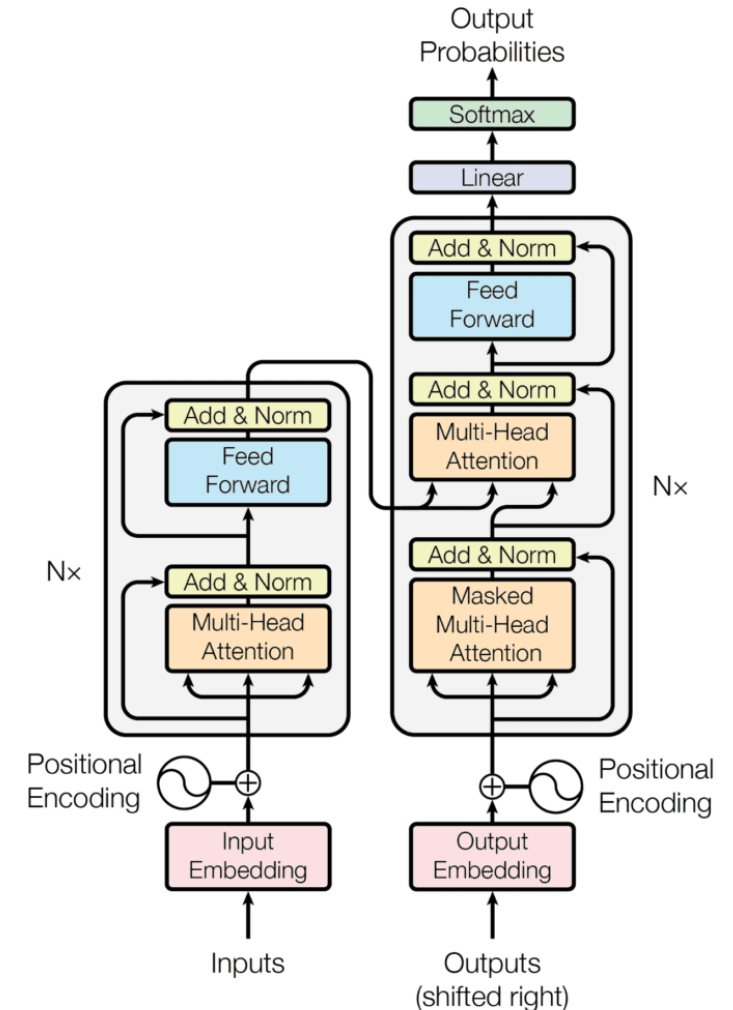 Output
Probabilities
Softmax
Linear
Add & Norm
Feed
Forward
Add & Norm
Multi-Head
Attention
Nx
Add & Norm
Masked
Multi-Head
Attention
Add & Norm
Feed
Forward
Nx
Add & Norm
Multi-Head
Attention
Positional
Encoding
Positional
Encoding
Input
Embedding
Output
Embedding
Inputs
Outputs
(shifted right)